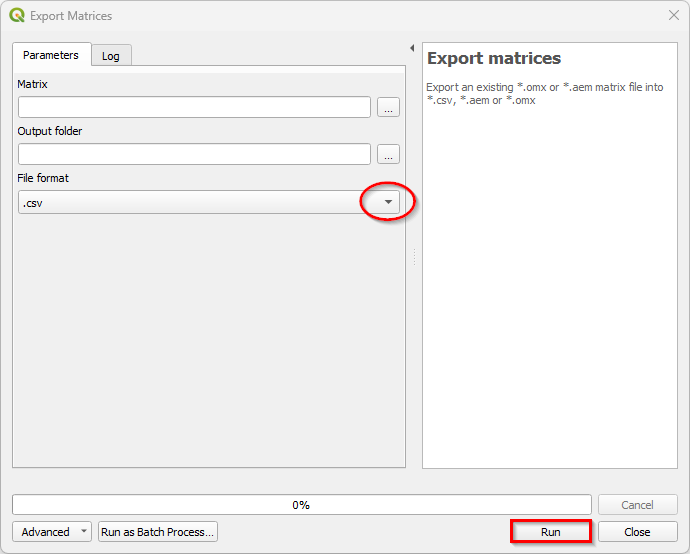 Export Matrices
Parameters
Log
Matrix
...
Output folder
...
File format
.csv
Export matrices
Export an existing *.omx or *.aem matrix file into
*.csv, *.aem or *.omx
0%
Cancel
Advanced
Run as Batch Process...
Run
Close